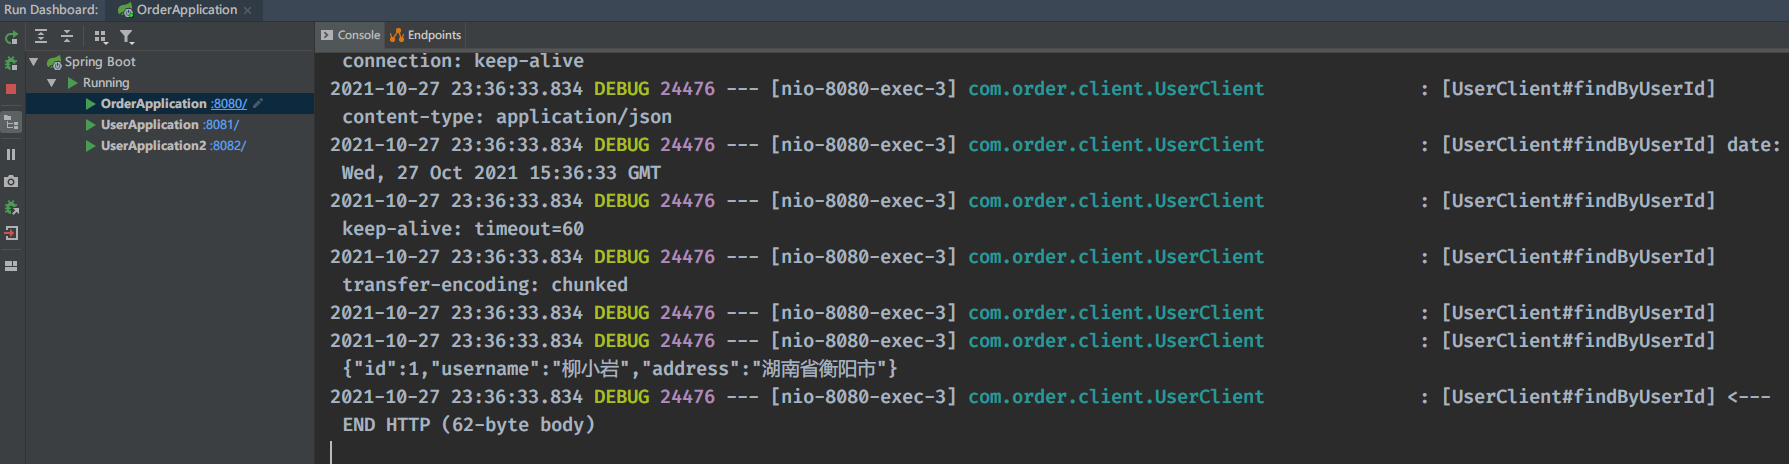 Run Dashboard: OrderApplication ×
Console Endpoints
Spring Boot
Running
OrderApplication :8080/
UserApplication :8081/
UserApplication2 :8082/
connection: keep-alive
2021-10-27 23:36:33.834 DEBUG 24476 --- [nio-8080-exec-3] com.order.client.UserClient : [UserClient#findByUserId]
content-type: application/json
2021-10-27 23:36:33.834 DEBUG 24476 --- [nio-8080-exec-3] com.order.client.UserClient : [UserClient#findByUserId] date:
Wed, 27 Oct 2021 15:36:33 GMT
2021-10-27 23:36:33.834 DEBUG 24476 --- [nio-8080-exec-3] com.order.client.UserClient : [UserClient#findByUserId]
keep-alive: timeout=60
2021-10-27 23:36:33.834 DEBUG 24476 --- [nio-8080-exec-3] com.order.client.UserClient : [UserClient#findByUserId]
transfer-encoding: chunked
2021-10-27 23:36:33.834 DEBUG 24476 --- [nio-8080-exec-3] com.order.client.UserClient : [UserClient#findByUserId]
2021-10-27 23:36:33.834 DEBUG 24476 --- [nio-8080-exec-3] com.order.client.UserClient : [UserClient#findByUserId]
{"id":1,"username":"柳小岩","address":"湖南省衡阳市"}
2021-10-27 23:36:33.834 DEBUG 24476 --- [nio-8080-exec-3] com.order.client.UserClient : [UserClient#findByUserId] <---
END HTTP (62-byte body)